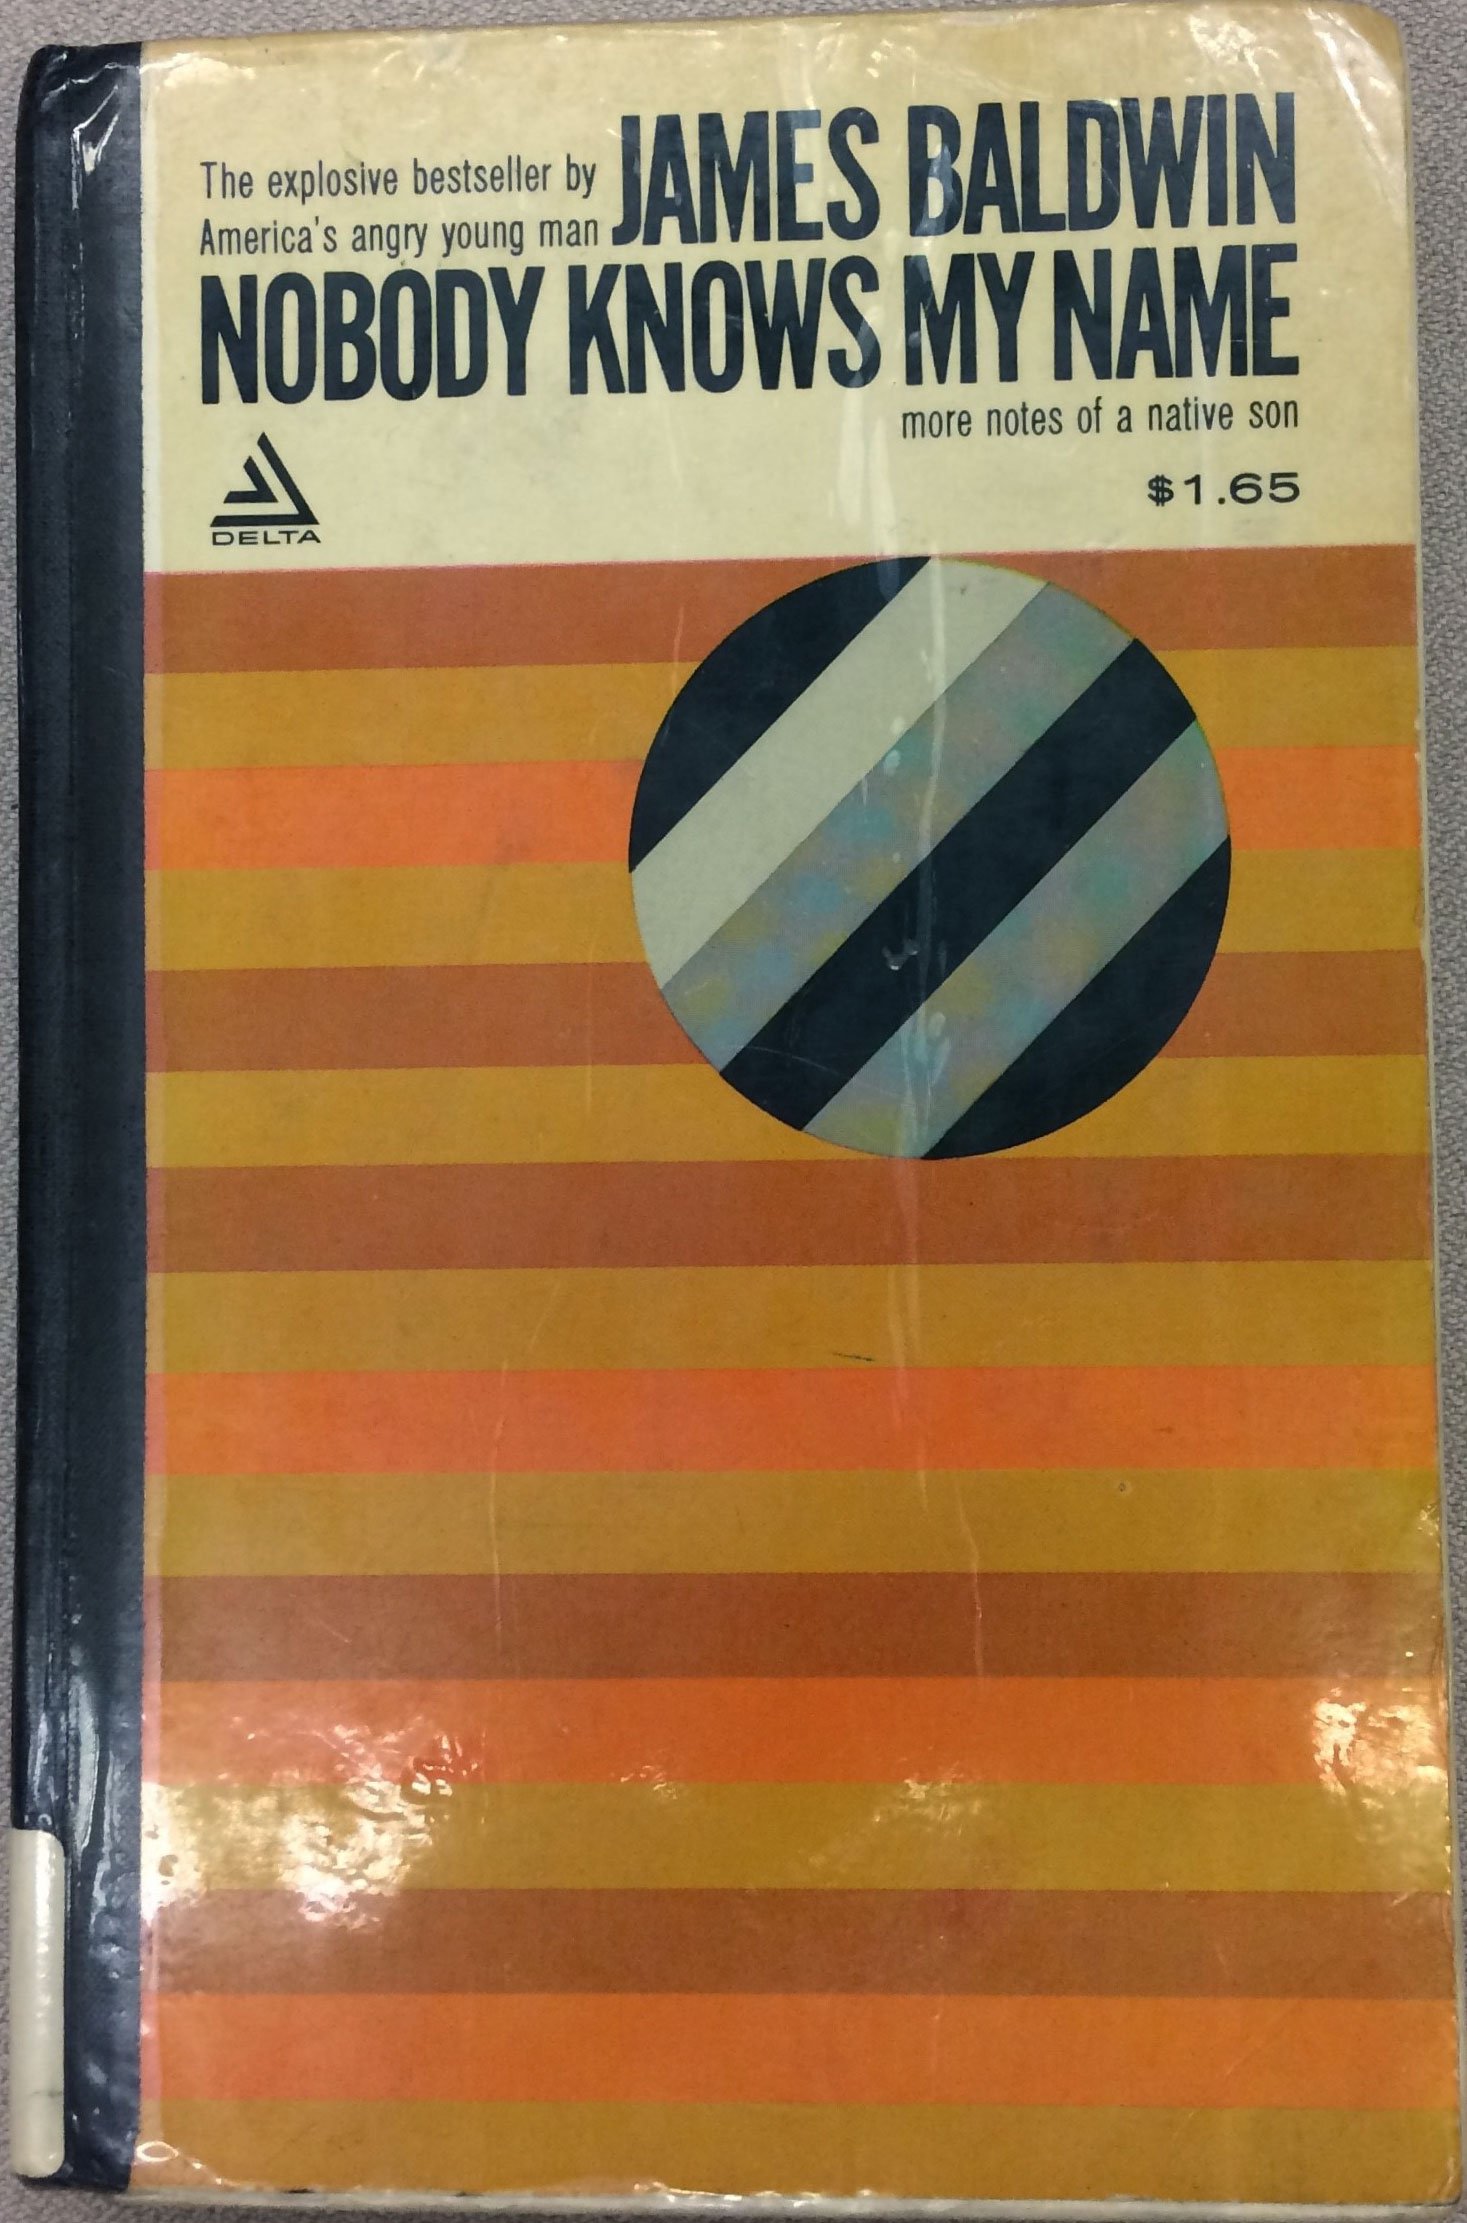 The explosive bestseller by
America's angry young man
JAMES BALDWIN
NOBODY KNOWS MY NAME
more notes of a native son
$1.65
DELTA